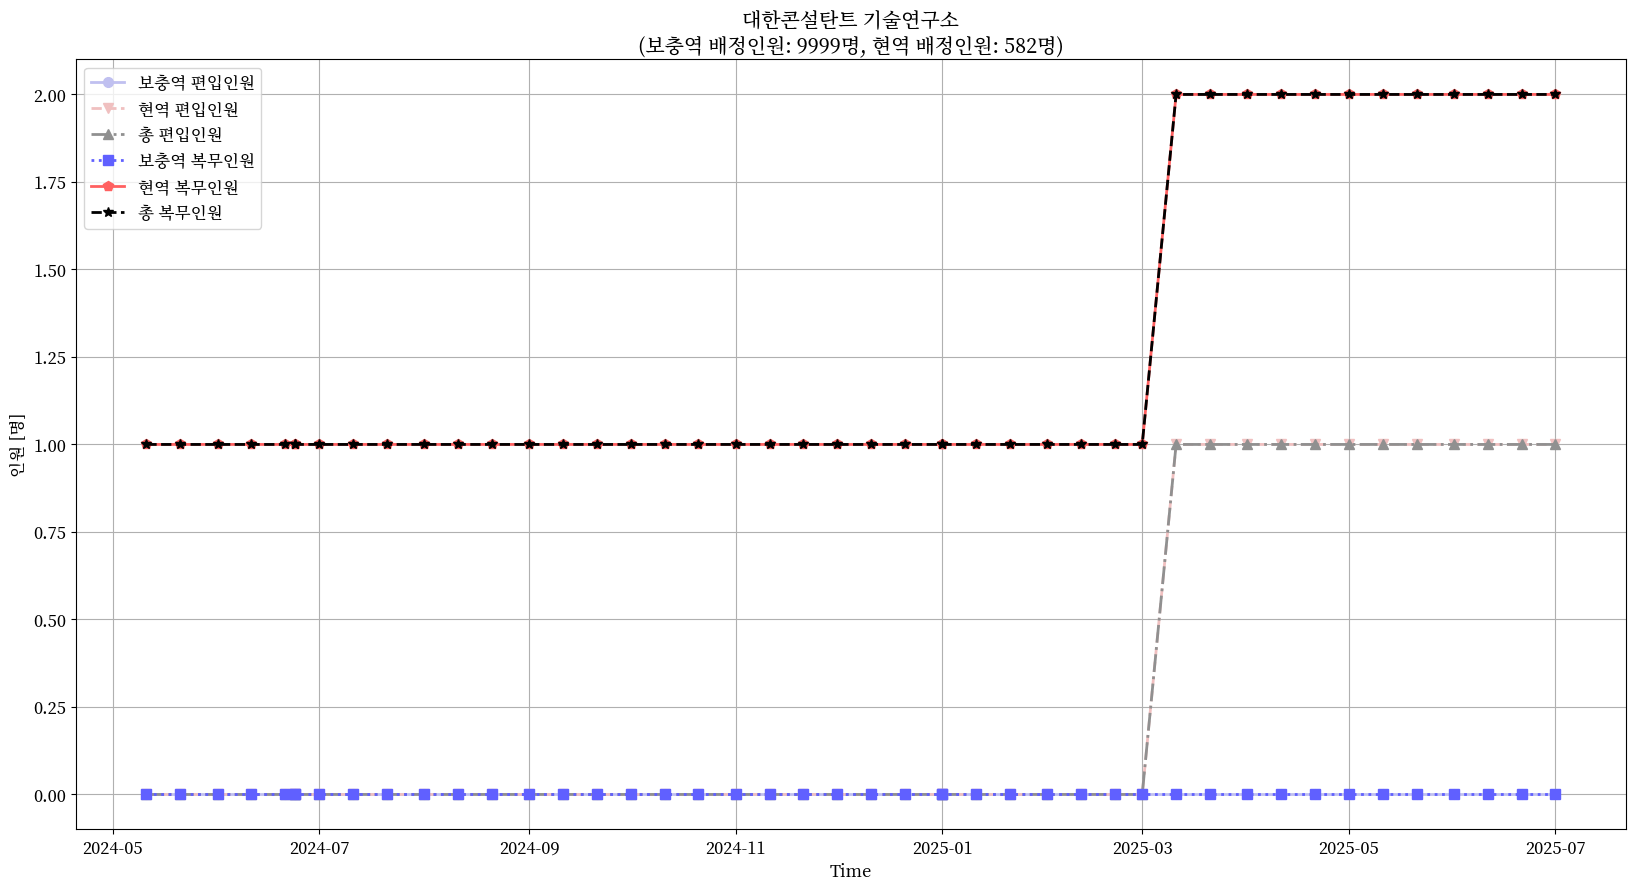 대한콘설탄트 기술연구소
(보충역 배정인원: 9999명, 현역 배정인원: 582명)
보충역 편입인원
현역 편입인원
총 편입인원
보충역 복무인원
현역 복무인원
총 복무인원
인원 [명]
2.00
1.75
1.50
1.25
1.00
0.75
0.50
0.25
0.00
2024-05
2024-07
2024-09
2024-11
2025-01
2025-03
2025-05
2025-07
Time